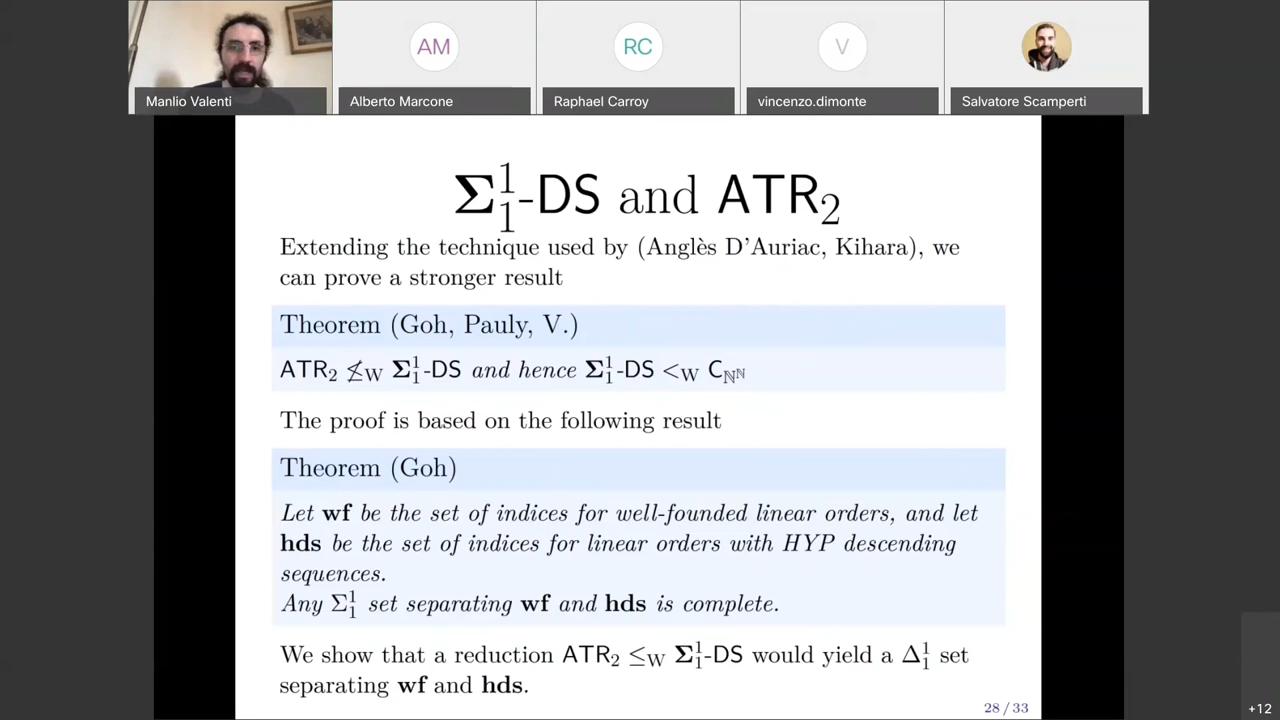 AM
RC
V
Manlio Valenti
Alberto Marcone
Raphael Carroy
vincenzo.dimonte
Salvatore Scamperti
𝚺¹₁-DS and ATR₂
Extending the technique used by (Anglès D'Auriac, Kihara), we
can prove a stronger result
Theorem (Goh, Pauly, V.)
ATR₂ ≰_W 𝚺¹₁-DS and hence 𝚺¹₁-DS <_W C_ℕ^ℕ
The proof is based on the following result
Theorem (Goh)
Let wf be the set of indices for well-founded linear orders, and let
hds be the set of indices for linear orders with HYP descending
sequences.
Any Σ¹₁ set separating wf and hds is complete.
We show that a reduction ATR₂ ≤_W 𝚺¹₁-DS would yield a Δ¹₁ set
separating wf and hds.
28 / 33
+12